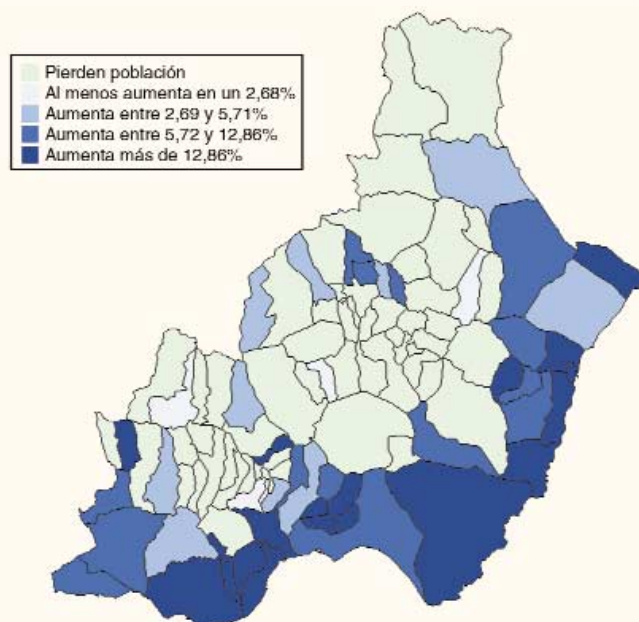 Pierden población
Al menos aumenta en un 2,68%
Aumenta entre 2,69 y 5,71%
Aumenta entre 5,72 y 12,86%
Aumenta más de 12,86%